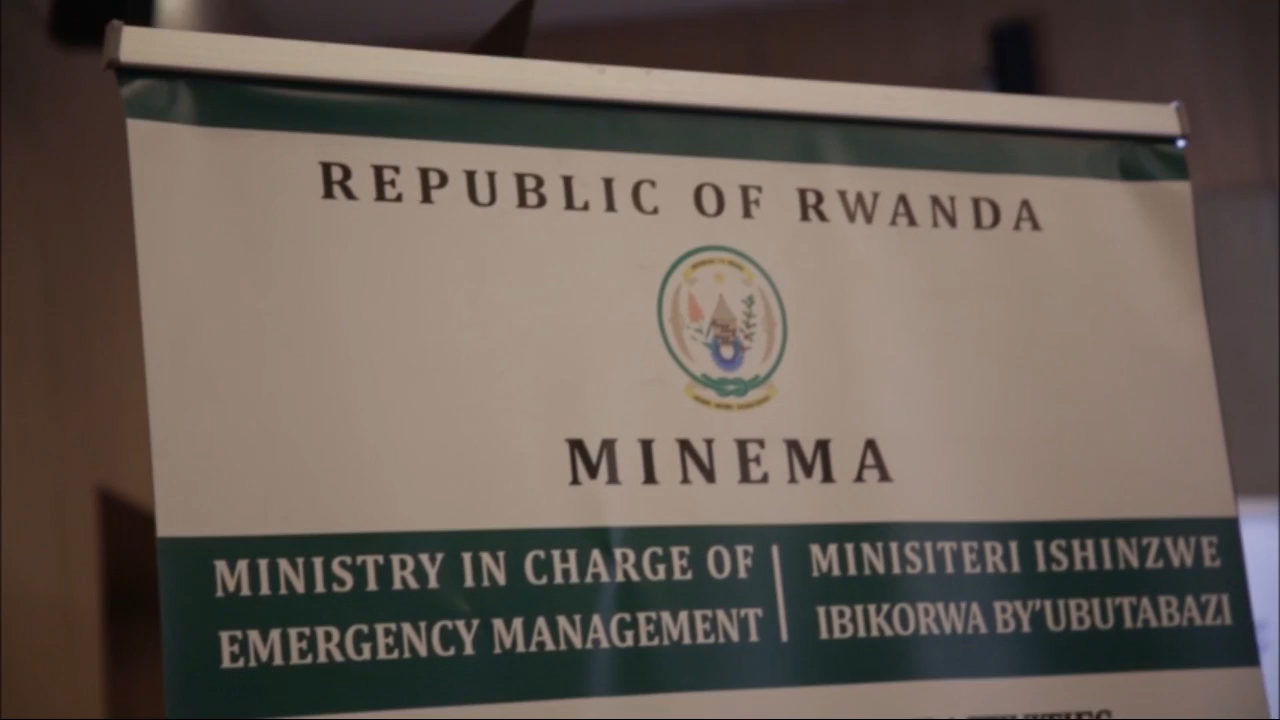 REPUBLIC OF RWANDA
MINEMA
MINISTRY IN CHARGE OF
EMERGENCY MANAGEMENT
MINISITERI ISHINZWE
IBIKORWA BY'UBUTABAZI